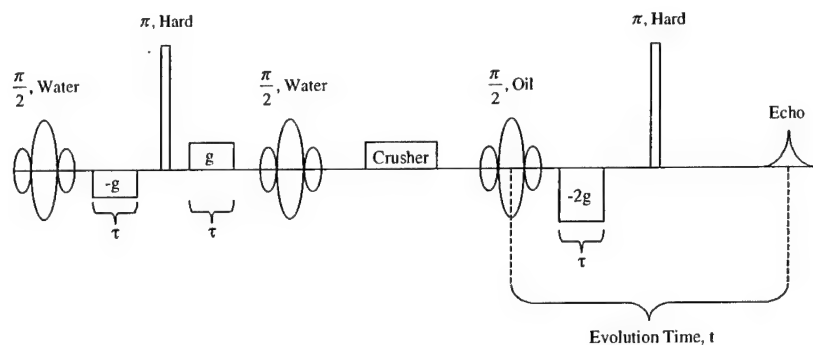 π, Hard
π/2, Water
-g
τ
g
τ
π/2, Water
Crusher
π/2, Oil
-2g
τ
π, Hard
Echo
Evolution Time, t